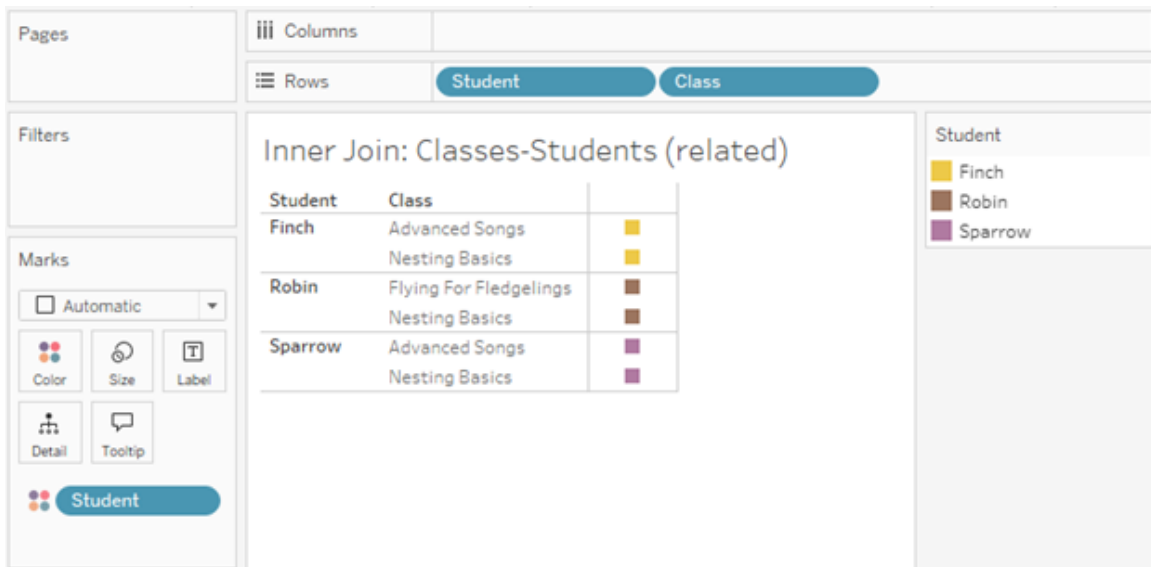 Pages
Columns
Rows
Student
Class
Filters
Marks
Automatic
Color
Size
Label
Detail
Tooltip
Student
Inner Join: Classes-Students (related)
Student Class
Finch Advanced Songs
Nesting Basics
Robin Flying For Fledgelings
Nesting Basics
Sparrow Advanced Songs
Nesting Basics
Student
Finch
Robin
Sparrow